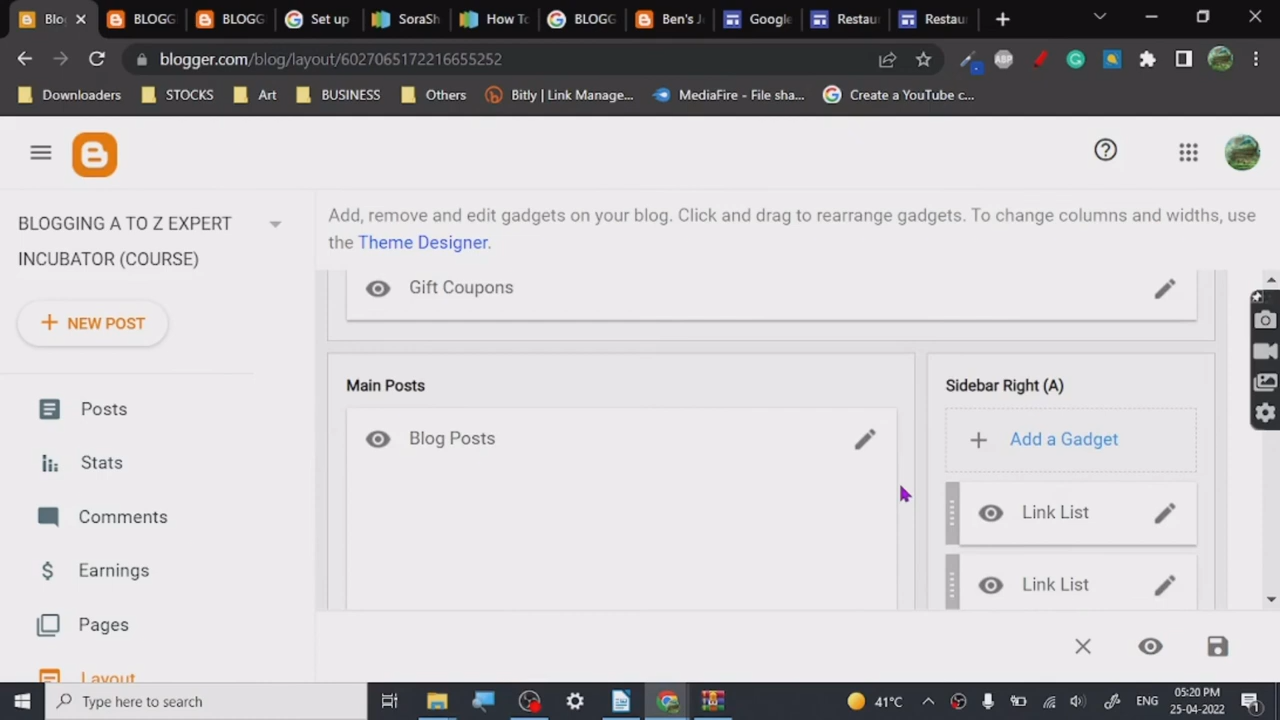 Blo
BLOGG
BLOGG
Set up
SoraSh
How To
BLOGG
Ben's J
Google
Restau
Restau
blogger.com/blog/layout/6027065172216655252
Downloaders
STOCKS
Art
BUSINESS
Others
Bitly | Link Manage...
MediaFire - File sha...
Create a YouTube c...
BLOGGING A TO Z EXPERT
INCUBATOR (COURSE)
NEW POST
Posts
Stats
Comments
Earnings
Pages
Layout
Add, remove and edit gadgets on your blog. Click and drag to rearrange gadgets. To change columns and widths, use
the Theme Designer.
Gift Coupons
Main Posts
Blog Posts
Sidebar Right (A)
Add a Gadget
Link List
Link List
Type here to search
41°C
ENG
05:20 PM
25-04-2022